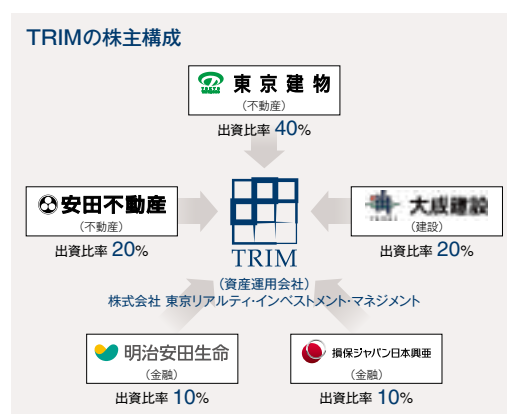 TRIMの株主構成
東京建物
(不動産)
出資比率 40%
安田不動産
(不動産)
出資比率 20%
大成建設
(建設)
出資比率 20%
TRIM
(資産運用会社)
株式会社 東京リアルティ・インベストメント・マネジメント
明治安田生命
(金融)
出資比率 10%
損保ジャパン日本興亜
(金融)
出資比率 10%